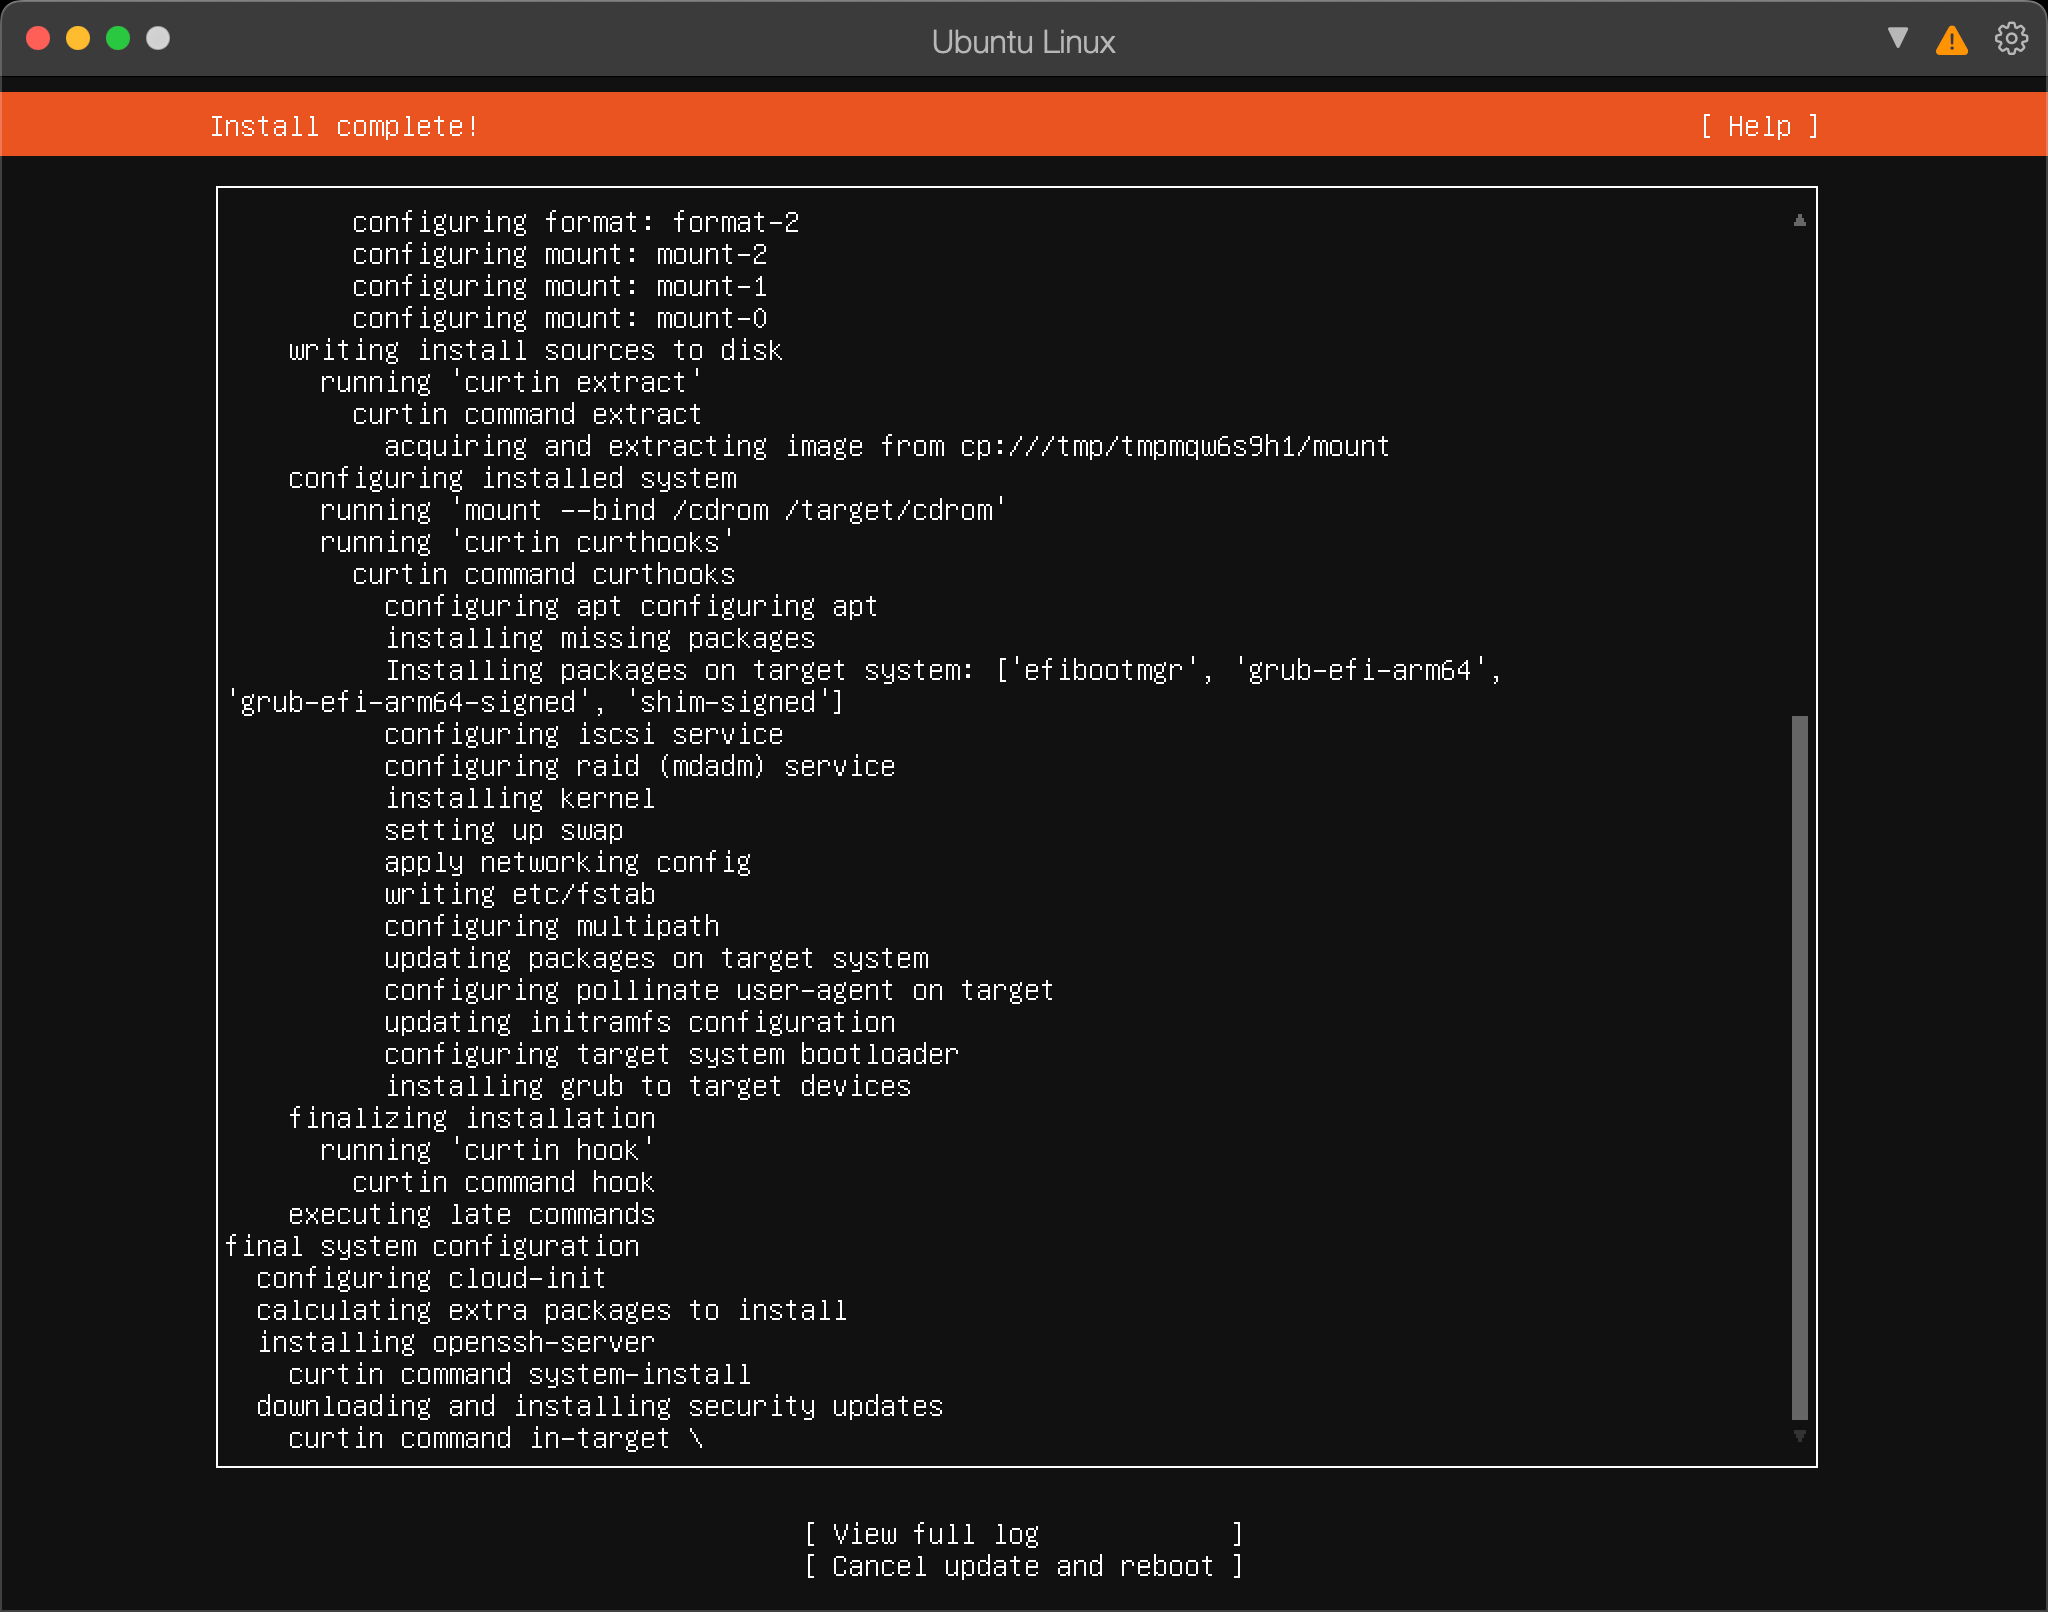 Ubuntu Linux
Install complete!
[ Help ]
configuring format: format-2
configuring mount: mount-2
configuring mount: mount-1
configuring mount: mount-0
writing install sources to disk
running 'curtin extract'
curtin command extract
acquiring and extracting image from cp:///tmp/tmpmqw6s9h1/mount
configuring installed system
running 'mount --bind /cdrom /target/cdrom'
running 'curtin curthooks'
curtin command curthooks
configuring apt configuring apt
installing missing packages
Installing packages on target system: ['efibootmgr', 'grub-efi-arm64',
'grub-efi-arm64-signed', 'shim-signed']
configuring iscsi service
configuring raid (mdadm) service
installing kernel
setting up swap
apply networking config
writing etc/fstab
configuring multipath
updating packages on target system
configuring pollinate user-agent on target
updating initramfs configuration
configuring target system bootloader
installing grub to target devices
finalizing installation
running 'curtin hook'
curtin command hook
executing late commands
final system configuration
configuring cloud-init
calculating extra packages to install
installing openssh-server
curtin command system-install
downloading and installing security updates
curtin command in-target \
[ View full log ]
[ Cancel update and reboot ]